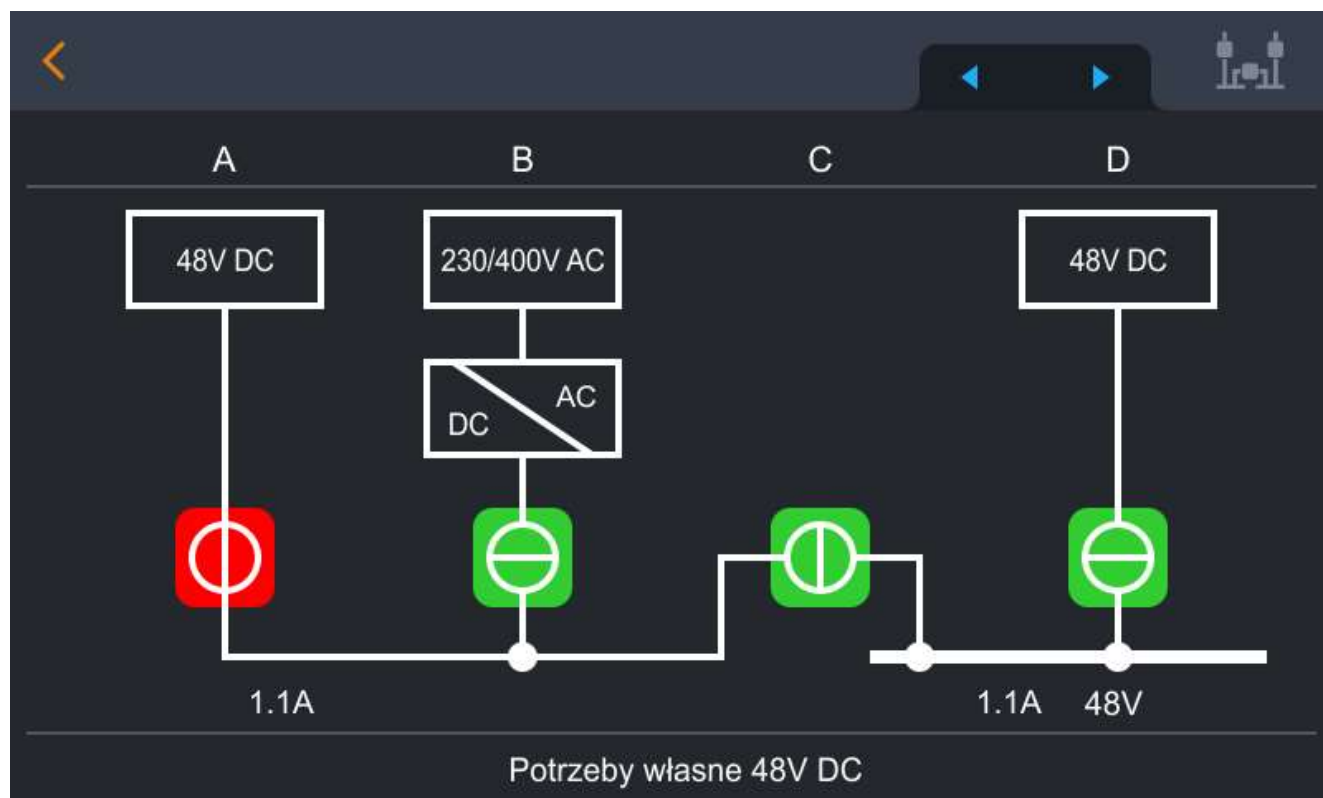 A B C D
48V DC 230/400V AC 48V DC
AC
DC
1.1A 1.1A 48V
Potrzeby własne 48V DC